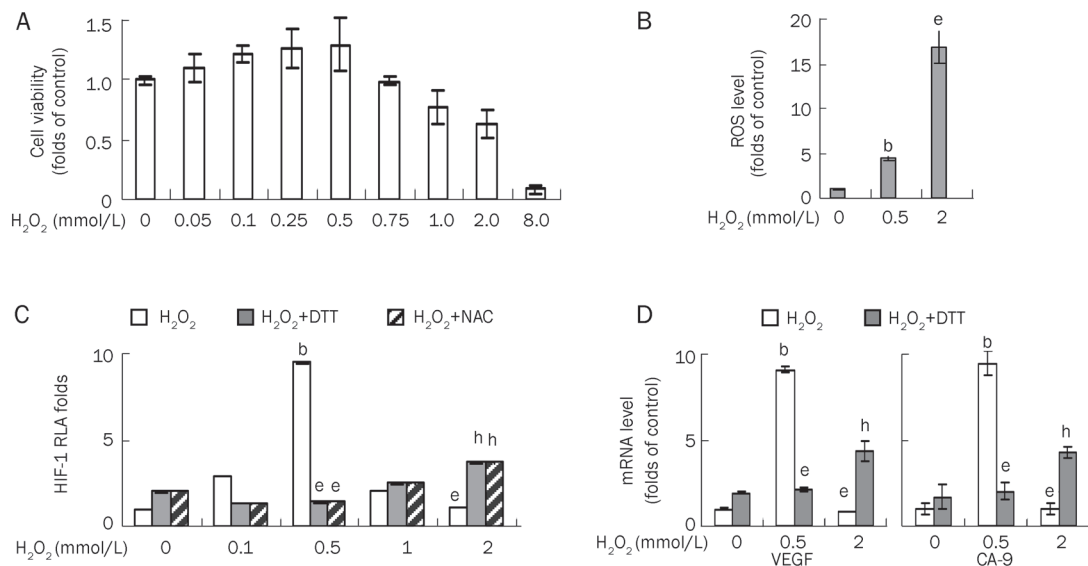 A
Cell viability
(folds of control)
1.5
1.0
0.5
0
H₂O₂ (mmol/L) 0 0.05 0.1 0.25 0.5 0.75 1.0 2.0 8.0
B
ROS level
(folds of control)
20
15
10
5
0
b
e
H₂O₂ (mmol/L) 0 0.5 2
C
H₂O₂ H₂O₂+DTT H₂O₂+NAC
HIF-1 RLA folds
10
5
0
b
e e
e
h h
H₂O₂ (mmol/L) 0 0.1 0.5 1 2
D
H₂O₂ H₂O₂+DTT
mRNA level
(folds of control)
10
5
0
b
e
e
h
b
e
e
h
H₂O₂ (mmol/L) 0 0.5 2 0 0.5 2
VEGF CA-9